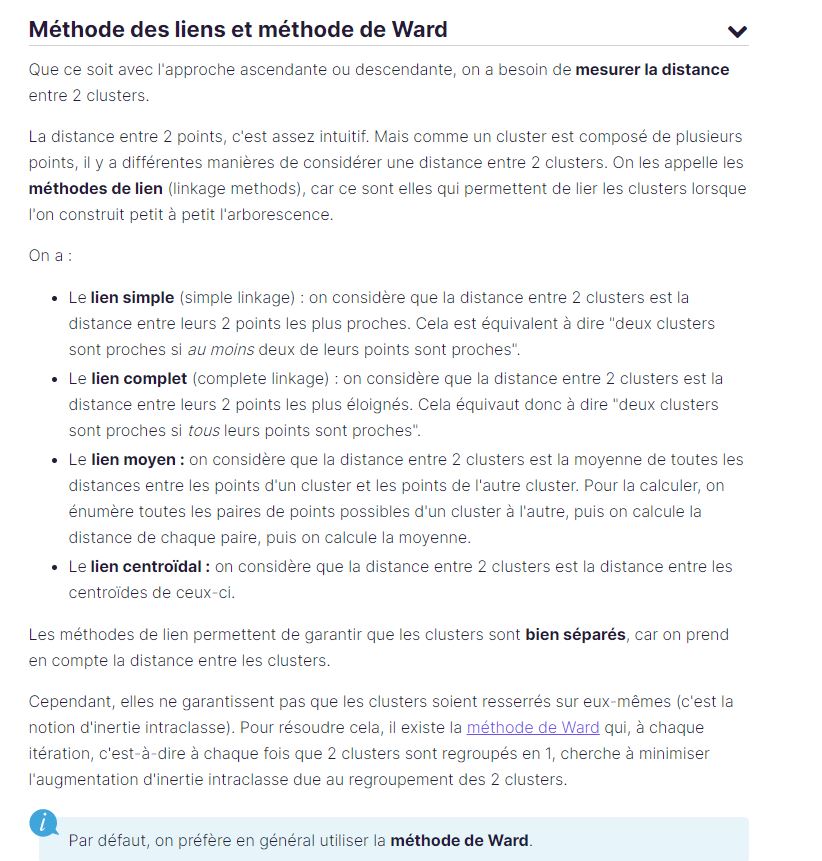 Méthode des liens et méthode de Ward
Que ce soit avec l'approche ascendante ou descendante, on a besoin de mesurer la distance
entre 2 clusters.
La distance entre 2 points, c'est assez intuitif. Mais comme un cluster est composé de plusieurs
points, il y a différentes manières de considérer une distance entre 2 clusters. On les appelle les
méthodes de lien (linkage methods), car ce sont elles qui permettent de lier les clusters lorsque
l'on construit petit à petit l'arborescence.
On a :
• Le lien simple (simple linkage) : on considère que la distance entre 2 clusters est la
distance entre leurs 2 points les plus proches. Cela est équivalent à dire "deux clusters
sont proches si au moins deux de leurs points sont proches".
• Le lien complet (complete linkage) : on considère que la distance entre 2 clusters est la
distance entre leurs 2 points les plus éloignés. Cela équivaut donc à dire "deux clusters
sont proches si tous leurs points sont proches".
• Le lien moyen : on considère que la distance entre 2 clusters est la moyenne de toutes les
distances entre les points d'un cluster et les points de l'autre cluster. Pour la calculer, on
énumère toutes les paires de points possibles d'un cluster à l'autre, puis on calcule la
distance de chaque paire, puis on calcule la moyenne.
• Le lien centroïdal : on considère que la distance entre 2 clusters est la distance entre les
centroïdes de ceux-ci.
Les méthodes de lien permettent de garantir que les clusters sont bien séparés, car on prend
en compte la distance entre les clusters.
Cependant, elles ne garantissent pas que les clusters soient resserrés sur eux-mêmes (c'est la
notion d'inertie intraclasse). Pour résoudre cela, il existe la méthode de Ward qui, à chaque
itération, c'est-à-dire à chaque fois que 2 clusters sont regroupés en 1, cherche à minimiser
l'augmentation d'inertie intraclasse due au regroupement des 2 clusters.
i
Par défaut, on préfère en général utiliser la méthode de Ward.